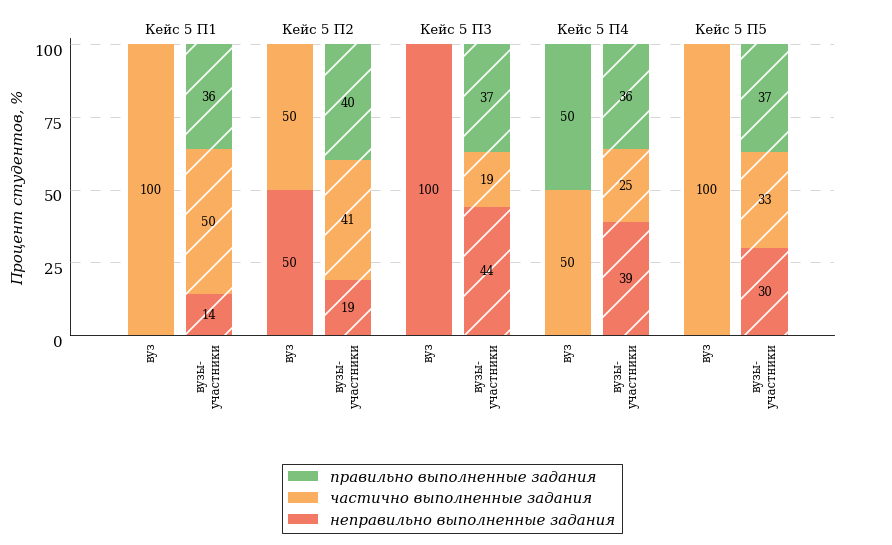 Кейс 5 П1 Кейс 5 П2 Кейс 5 П3 Кейс 5 П4 Кейс 5 П5
Процент студентов, %
100
75
50
25
0
100
36
50
14
50
50
40
41
19
100
37
19
44
50
50
36
25
39
100
37
33
30
вуз
вузы-
участники
вуз
вузы-
участники
вуз
вузы-
участники
вуз
вузы-
участники
вуз
вузы-
участники
правильно выполненные задания
частично выполненные задания
неправильно выполненные задания